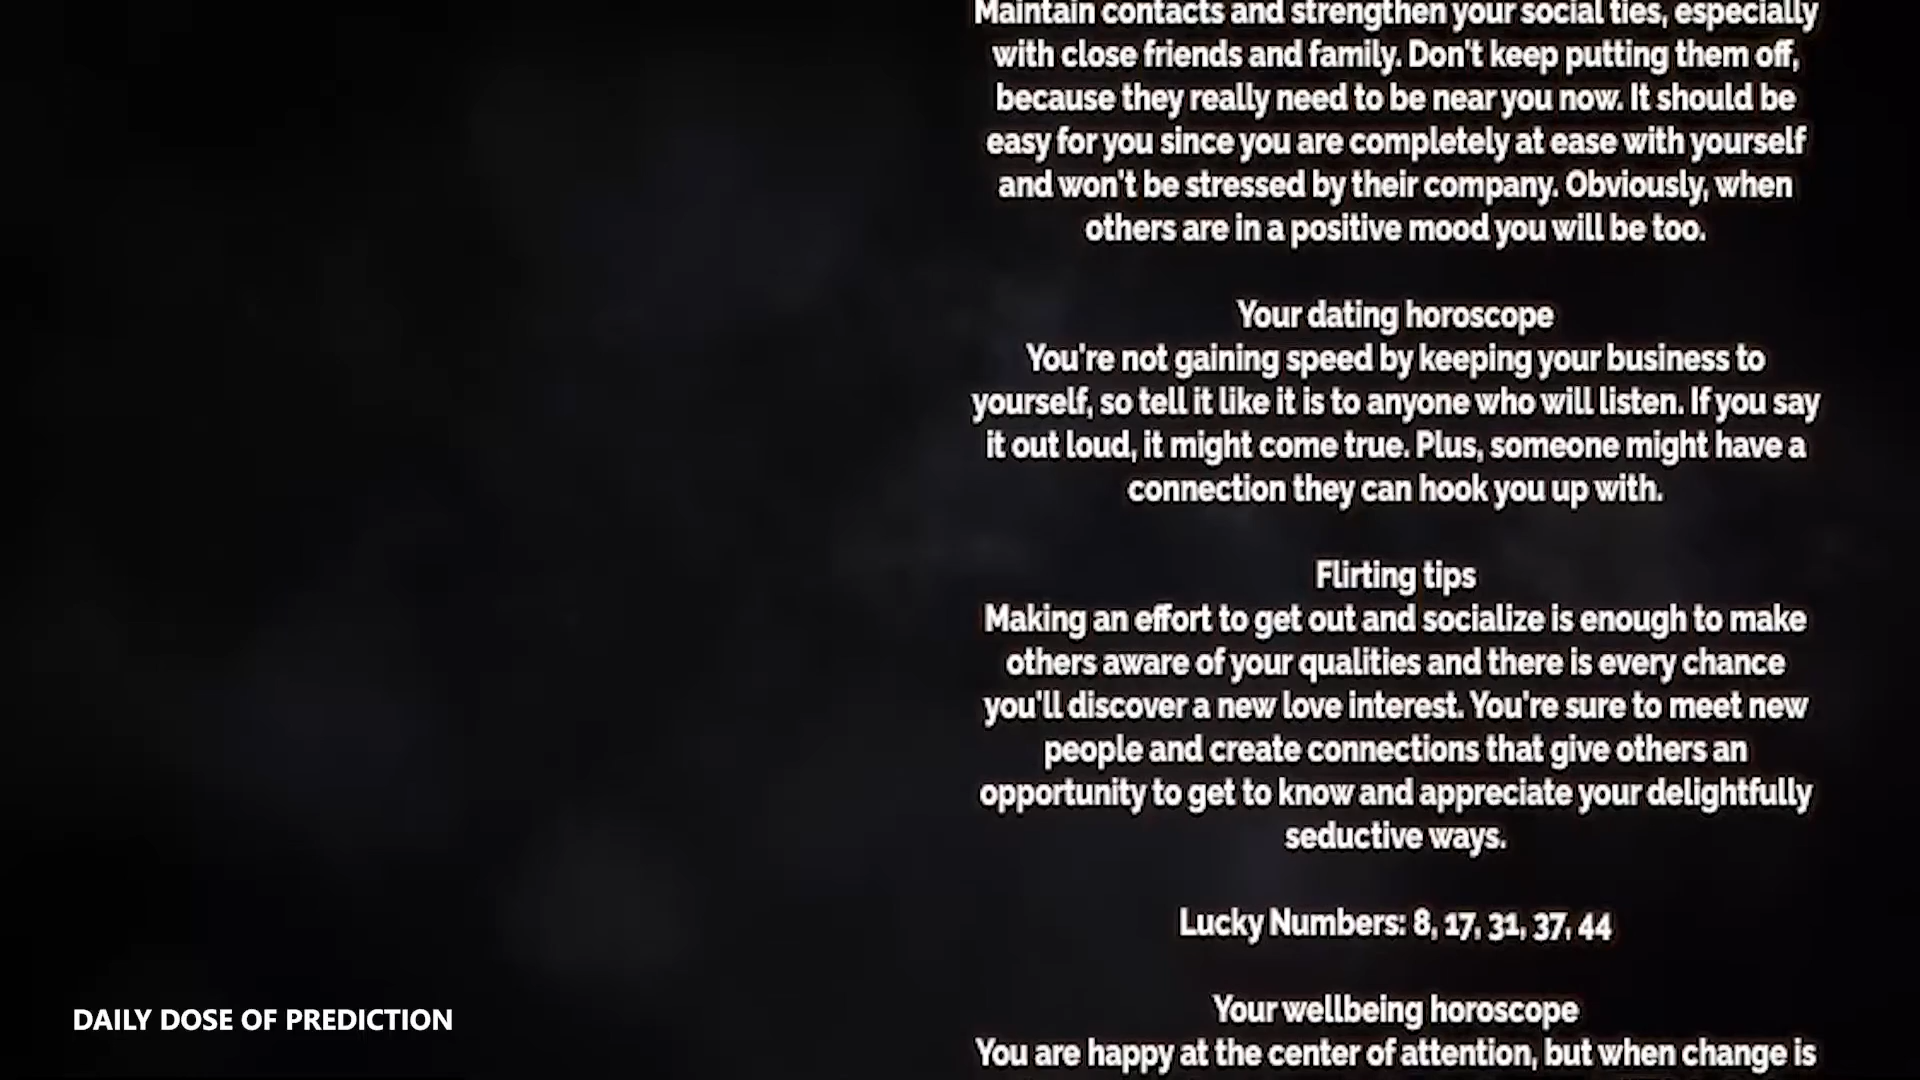 Maintain contacts and strengthen your social ties, especially
with close friends and family. Don't keep putting them off,
because they really need to be near you now. It should be
easy for you since you are completely at ease with yourself
and won't be stressed by their company. Obviously, when
others are in a positive mood you will be too.
Your dating horoscope
You're not gaining speed by keeping your business to
yourself, so tell it like it is to anyone who will listen. If you say
it out loud, it might come true. Plus, someone might have a
connection they can hook you up with.
Flirting tips
Making an effort to get out and socialize is enough to make
others aware of your qualities and there is every chance
you'll discover a new love interest. You're sure to meet new
people and create connections that give others an
opportunity to get to know and appreciate your delightfully
seductive ways.
Lucky Numbers: 8, 17, 31, 37, 44
Your wellbeing horoscope
You are happy at the center of attention, but when change is
DAILY DOSE OF PREDICTION